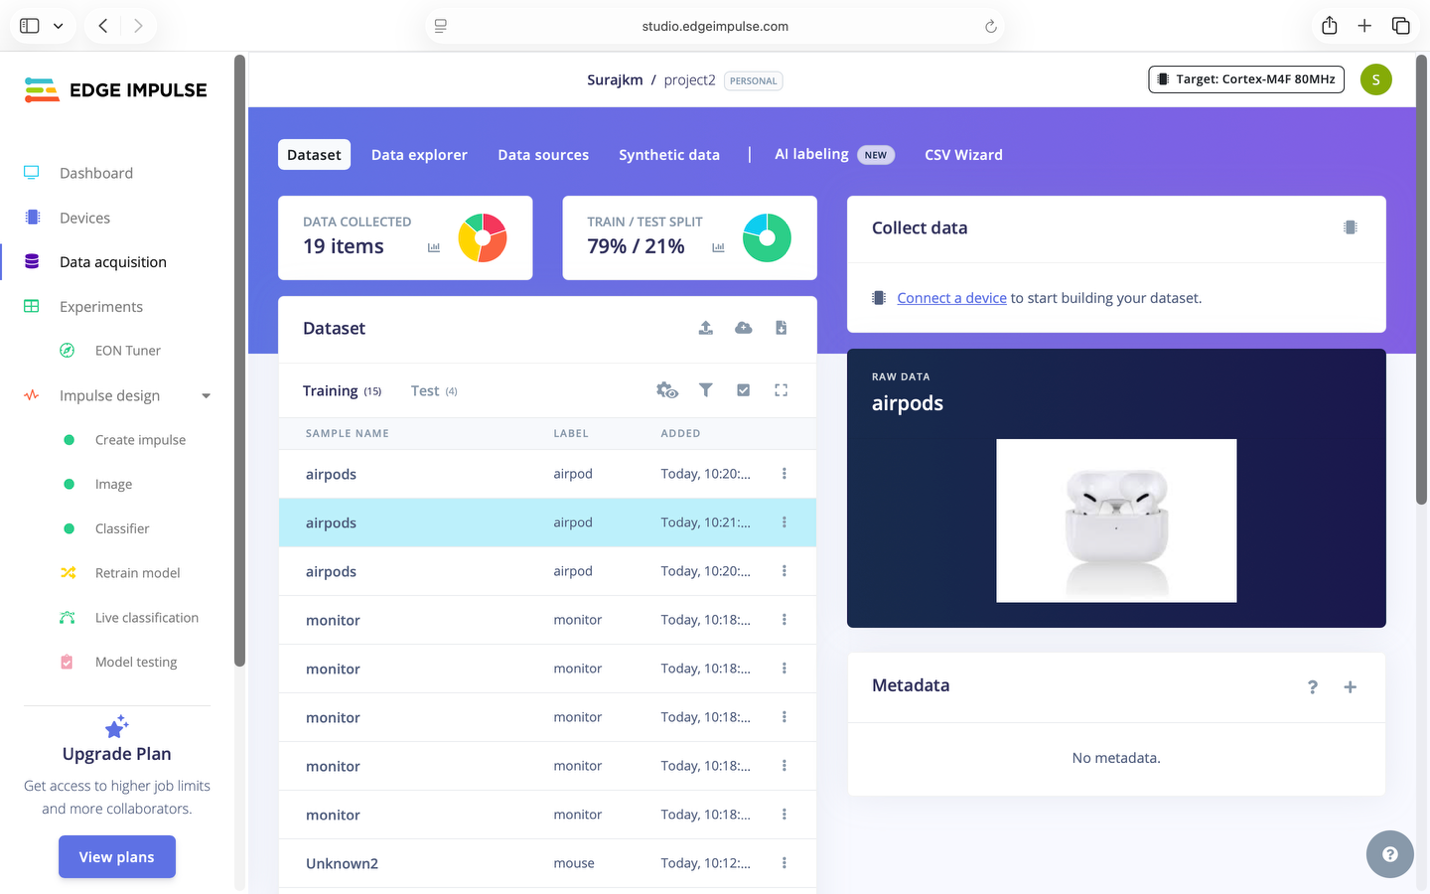 studio.edgeimpulse.com
EDGE IMPULSE
Surajkm / project2 PERSONAL
Target: Cortex-M4F 80MHz
S
Dashboard
Devices
Data acquisition
Experiments
EON Tuner
Impulse design
Create impulse
Image
Classifier
Retrain model
Live classification
Model testing
Upgrade Plan
Get access to higher job limits
and more collaborators.
View plans
Dataset Data explorer Data sources Synthetic data | AI labeling NEW CSV Wizard
DATA COLLECTED
19 items
TRAIN / TEST SPLIT
79% / 21%
Dataset
Training (15) Test (4)
SAMPLE NAME LABEL ADDED
airpods airpod Today, 10:20:...
airpods airpod Today, 10:21:...
airpods airpod Today, 10:20:...
monitor monitor Today, 10:18:...
monitor monitor Today, 10:18:...
monitor monitor Today, 10:18:...
monitor monitor Today, 10:18:...
monitor monitor Today, 10:18:...
Unknown2 mouse Today, 10:12:...
Collect data
Connect a device to start building your dataset.
RAW DATA
airpods
Metadata
?
+
No metadata.
?